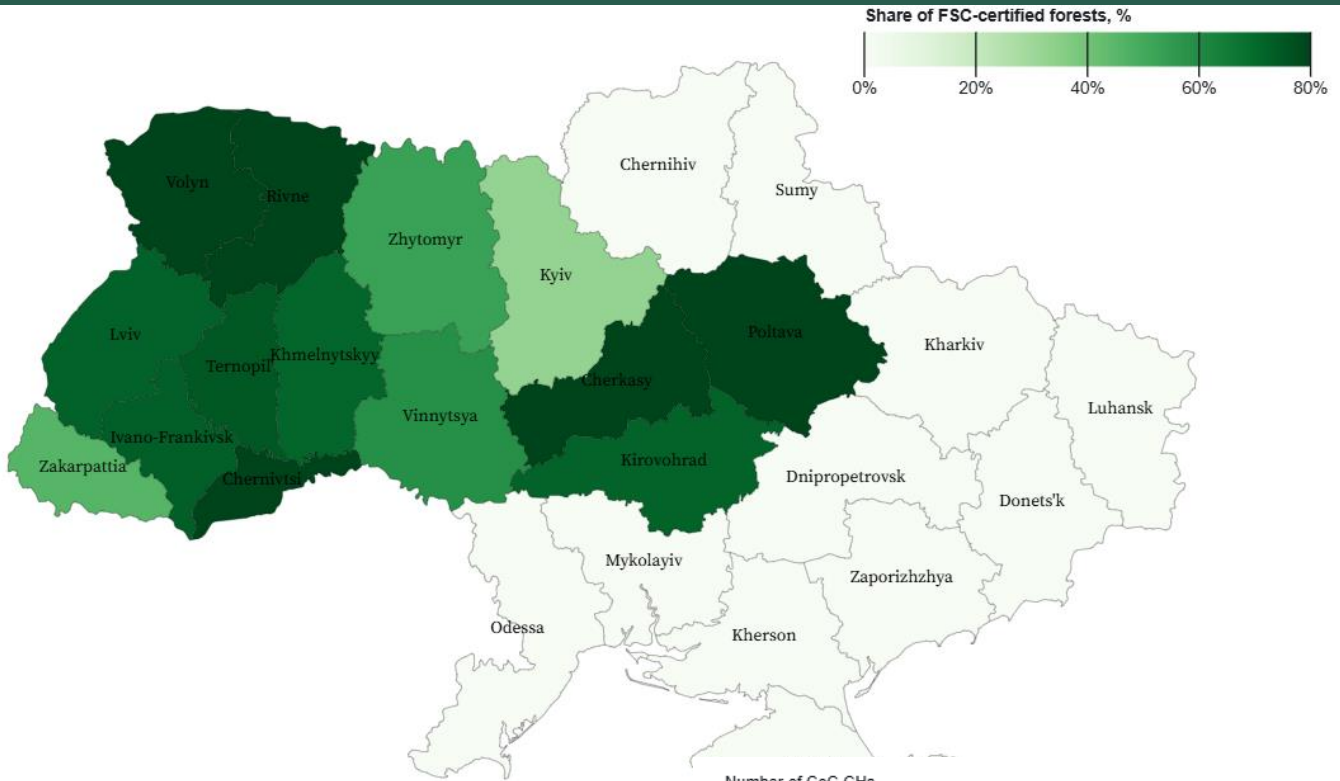 Share of FSC-certified forests, %
0% 20% 40% 60% 80%
Chernihiv
Sumy
Volyn
Rivne
Zhytomyr
Kyiv
Lviv
Ternopil'
Khmelnytskyy
Poltava
Kharkiv
Cherkasy
Luhansk
Vinnytsya
Ivano-Frankivsk
Zakarpattia
Chernivtsi
Kirovohrad
Dnipropetrovsk
Donets'k
Mykolayiv
Zaporizhzhya
Odessa
Kherson